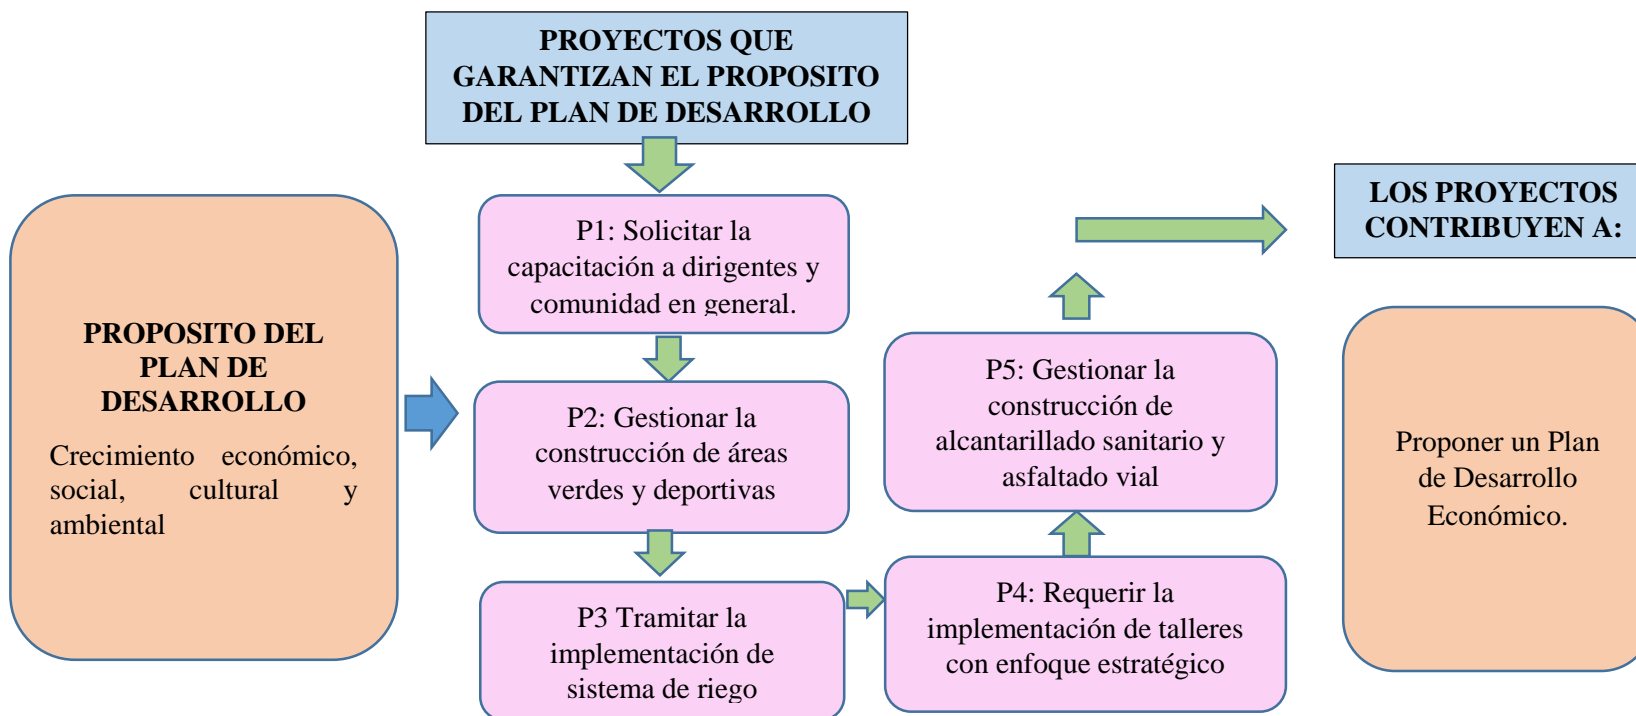 PROYECTOS QUE
GARANTIZAN EL PROPOSITO
DEL PLAN DE DESARROLLO
PROPOSITO DEL
PLAN DE
DESARROLLO
Crecimiento económico,
social, cultural y
ambiental
P1: Solicitar la
capacitación a dirigentes y
comunidad en general.
P2: Gestionar la
construcción de áreas
verdes y deportivas
P3 Tramitar la
implementación de
sistema de riego
P4: Requerir la
implementación de talleres
con enfoque estratégico
P5: Gestionar la
construcción de
alcantarillado sanitario y
asfaltado vial
LOS PROYECTOS
CONTRIBUYEN A:
Proponer un Plan
de Desarrollo
Económico.